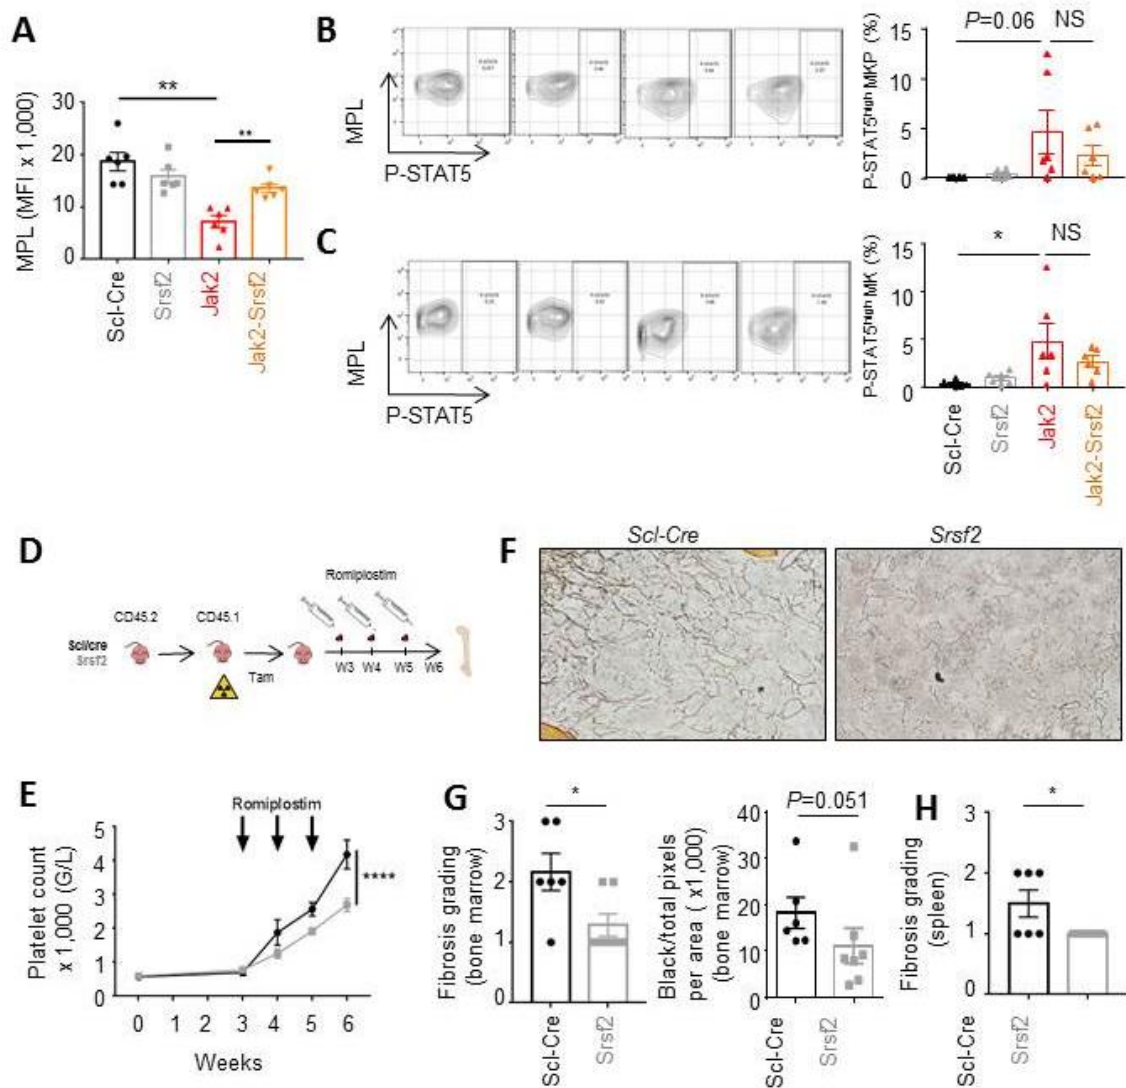 A
MPL (MFI x 1,000)
30
20
10
0
**
**
Scl-Cre
Srsf2
Jak2
Jak2-Srsf2
B
MPL
P-STAT5
P-STAT5high MKP (%)
15
10
5
0
P=0.06
NS
C
MPL
P-STAT5
P-STAT5high MK (%)
15
10
5
0
*
NS
Scl-Cre
Srsf2
Jak2
Jak2-Srsf2
D
Romiplostim
CD45.2
CD45.1
Scl/cre
Srsf2
Tam
W3
W4
W5
W6
F
Scl-Cre
Srsf2
E
Romiplostim
Platelet count
x 1,000 (G/L)
5
4
3
2
1
0
****
0 1 2 3 4 5 6
Weeks
G
Fibrosis grading
(bone marrow)
3
2
1
*
Scl-Cre
Srsf2
Black/total pixels
per area ( x1,000)
(bone marrow)
40
30
20
10
0
P=0.051
Scl-Cre
Srsf2
H
Fibrosis grading
(spleen)
3
2
1
0
*
Scl-Cre
Srsf2